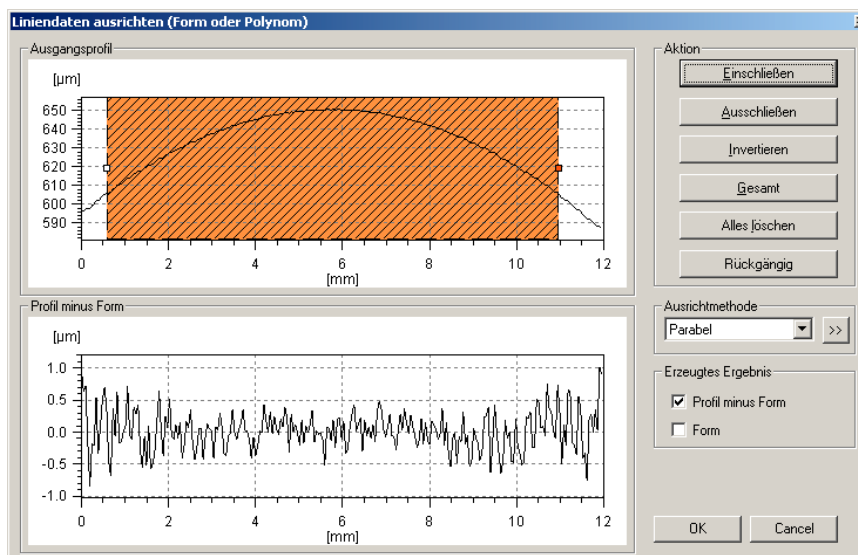 Liniendaten ausrichten (Form oder Polynom)
Ausgangsprofil
[µm]
650
640
630
620
610
600
590
0 2 4 6 8 10 12
[mm]
Profil minus Form
[µm]
1.0
0.5
0.0
-0.5
-1.0
0 2 4 6 8 10 12
[mm]
Aktion
Einschließen
Ausschließen
Invertieren
Gesamt
Alles löschen
Rückgängig
Ausrichtmethode
Parabel >>
Erzeugtes Ergebnis
Profil minus Form
Form
OK Cancel